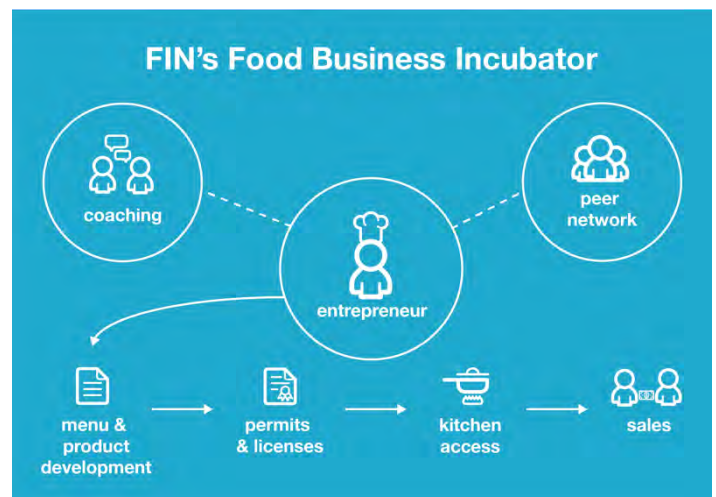 FIN's Food Business Incubator
coaching
peer
network
entrepreneur
menu &
product
development
permits
& licenses
kitchen
access
sales